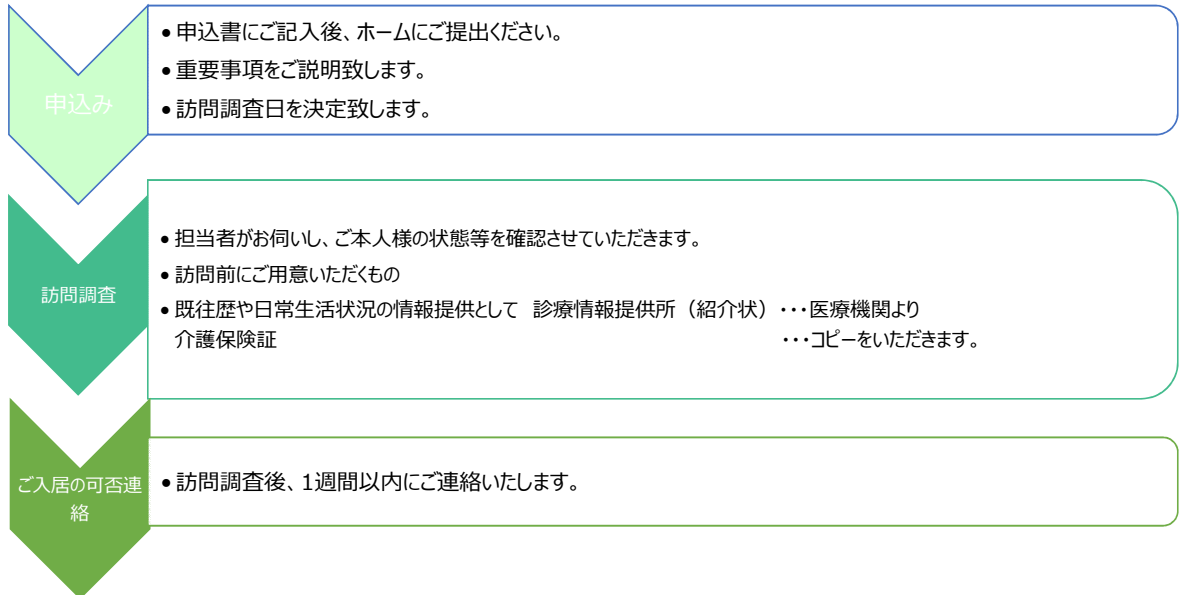 申込み
• 申込書にご記入後、ホームにご提出ください。
• 重要事項をご説明致します。
• 訪問調査日を決定致します。
訪問調査
• 担当者がお伺いし、ご本人様の状態等を確認させていただきます。
• 訪問前にご用意いただくもの
• 既往歴や日常生活状況の情報提供として　診療情報提供所（紹介状）・・・医療機関より
介護保険証　・・・コピーをいただきます。
ご入居の可否連
絡
• 訪問調査後、1週間以内にご連絡いたします。